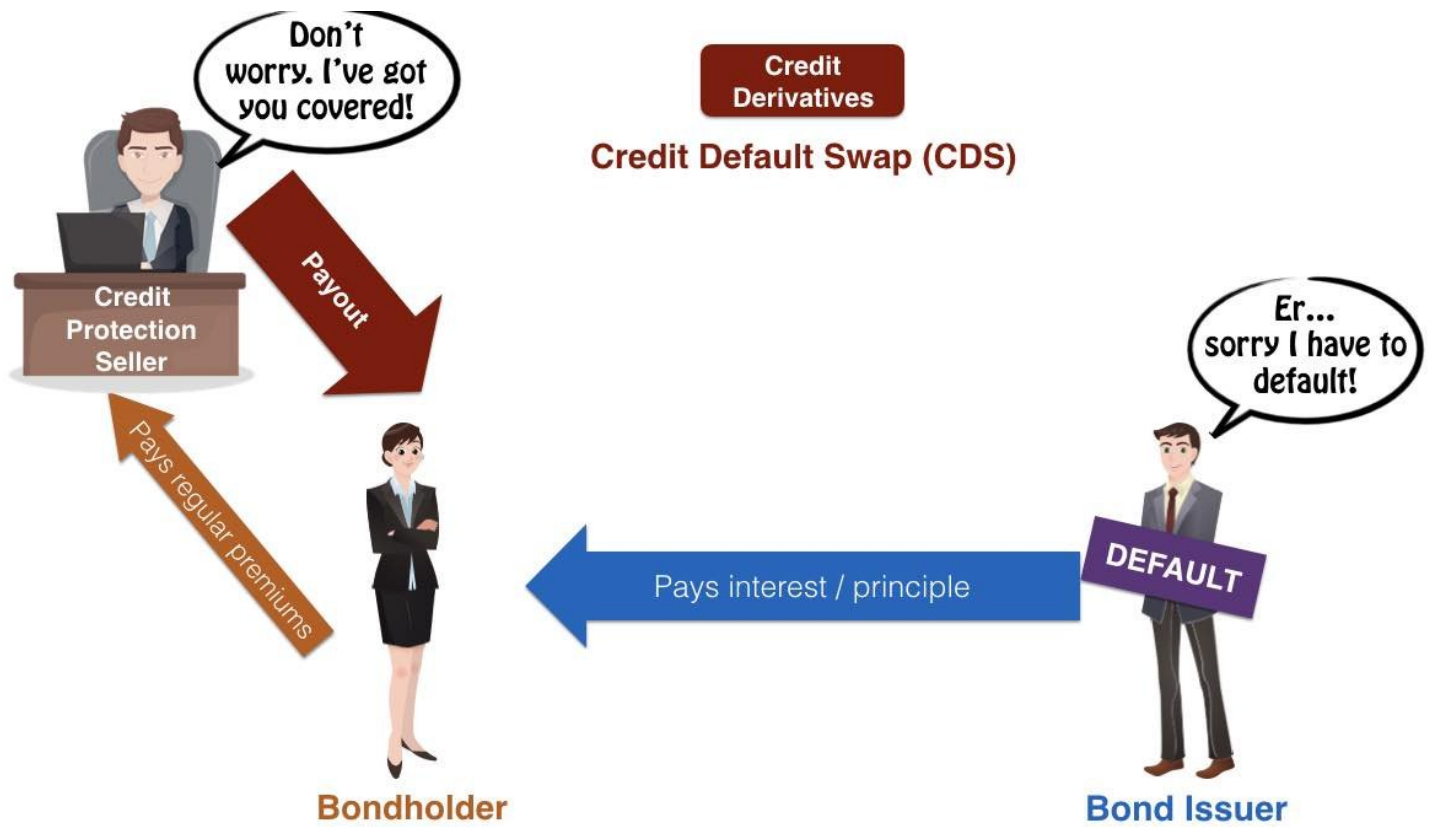 Don't
worry. I've got
you covered!
Credit
Derivatives
Credit Default Swap (CDS)
Payout
Credit
Protection
Seller
Er...
sorry I have to
default!
Pays regular premiums
Pays interest / principle
DEFAULT
Bondholder
Bond Issuer